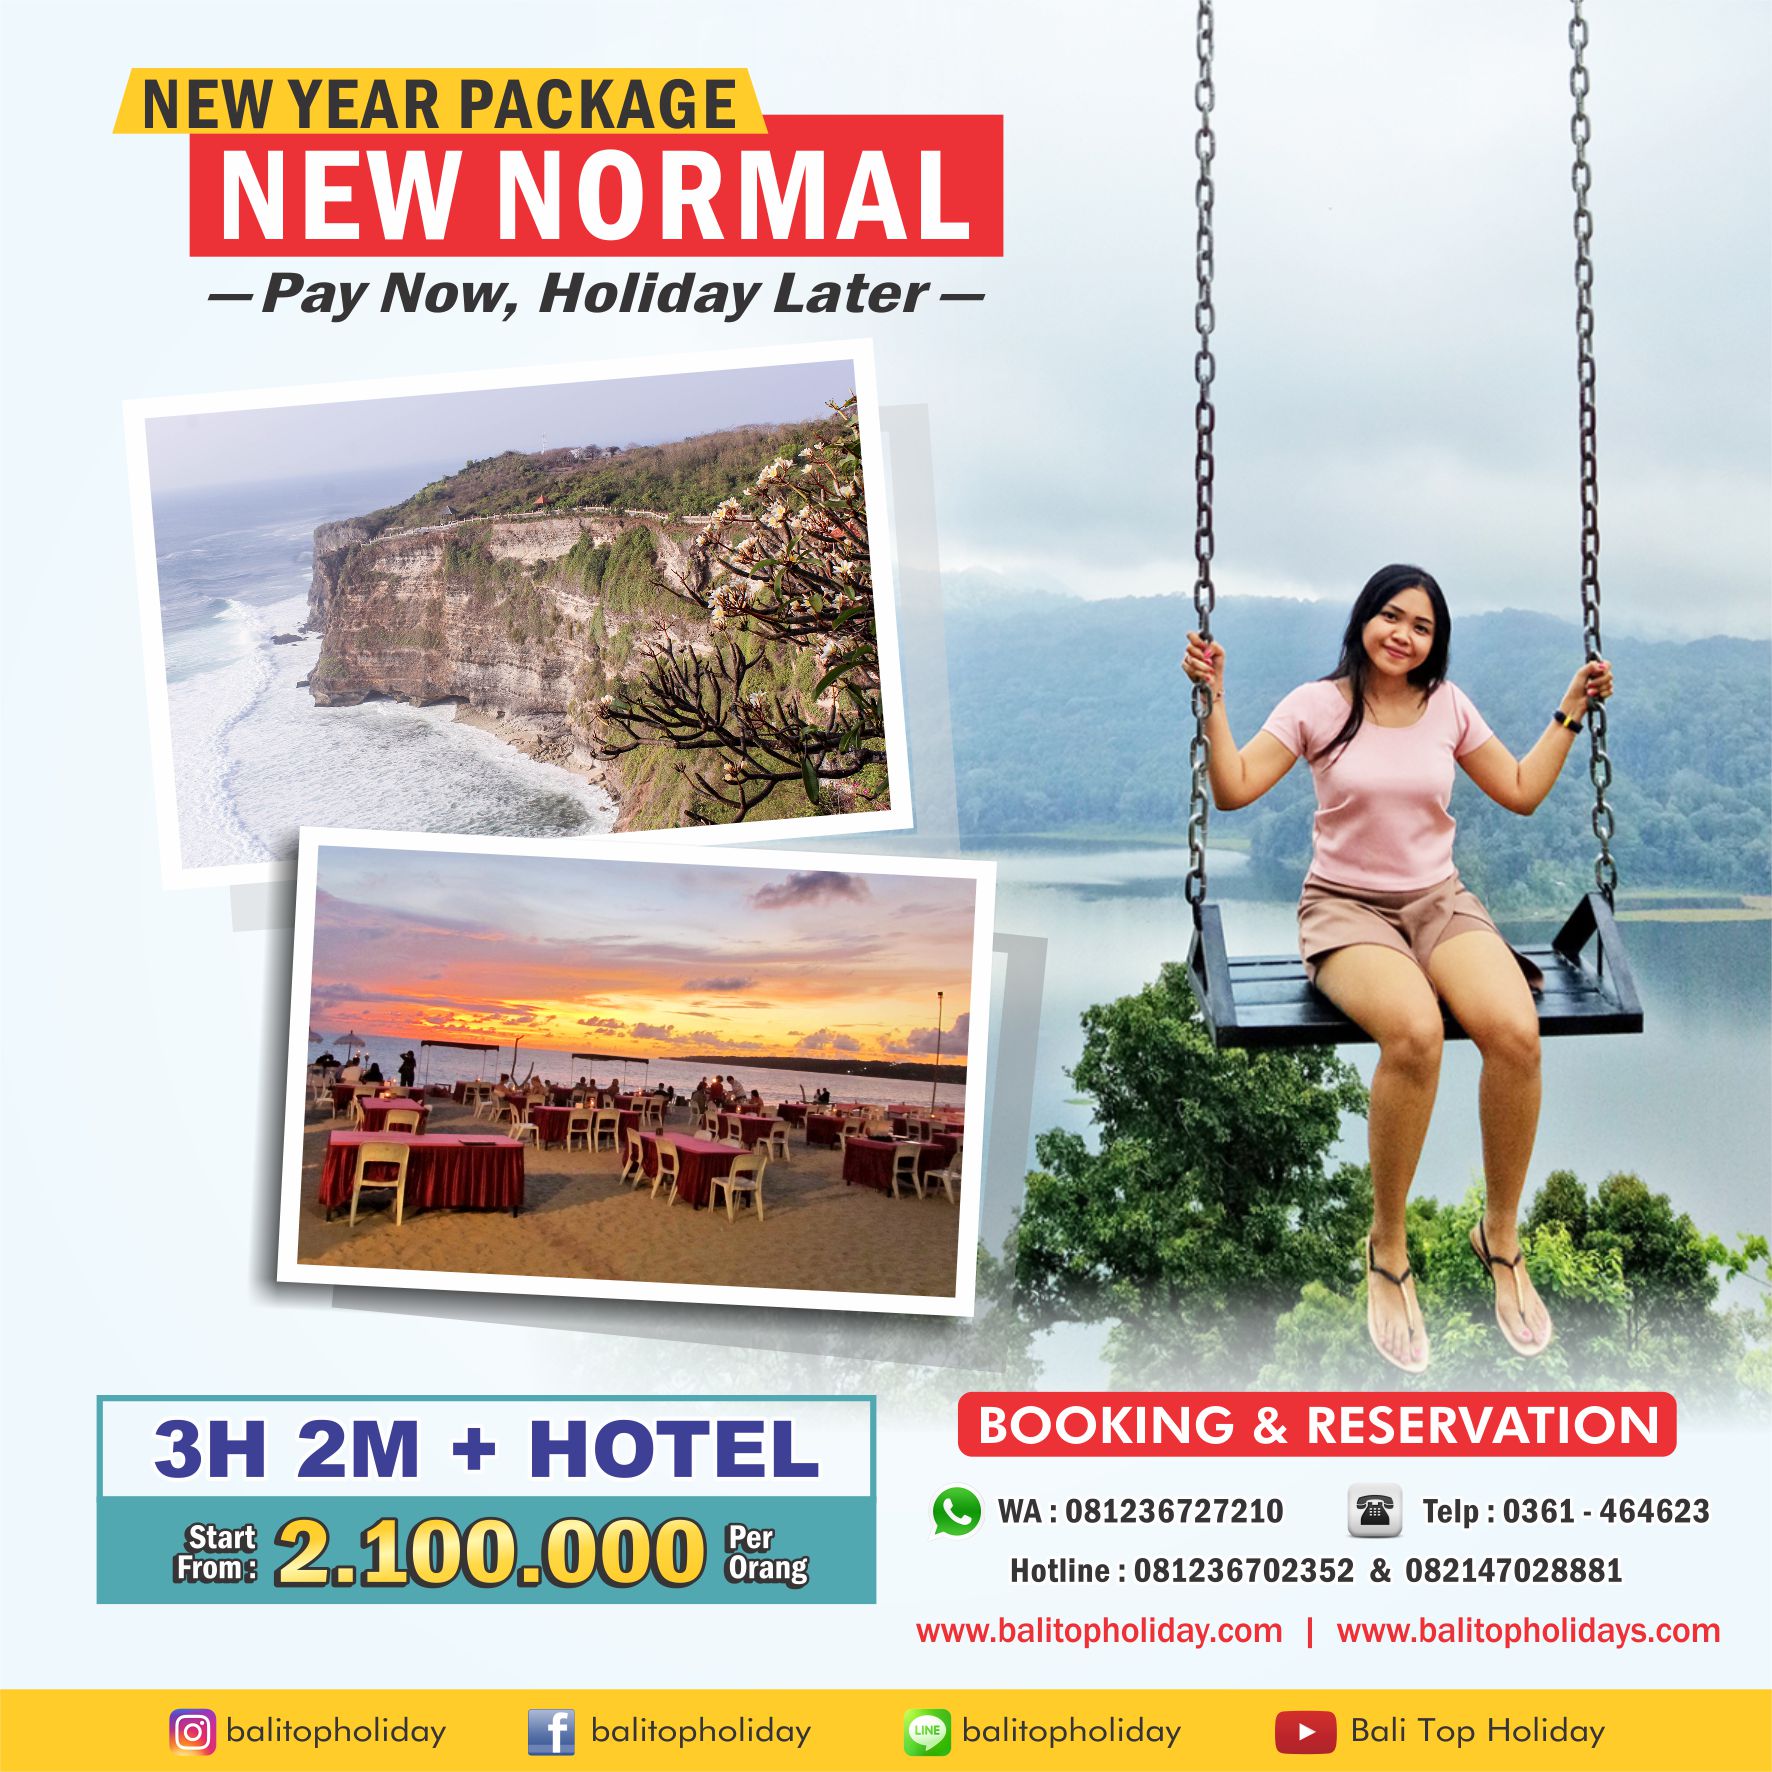 NEW YEAR PACKAGE
NEW NORMAL
— Pay Now, Holiday Later —
3H 2M + HOTEL
Start From : 2.100.000 Per Orang
BOOKING & RESERVATION
WA : 081236727210 Telp : 0361 - 464623
Hotline : 081236702352 & 082147028881
www.balitopholiday.com | www.balitopholidays.com
balitopholiday balitopholiday LINE balitopholiday Bali Top Holiday